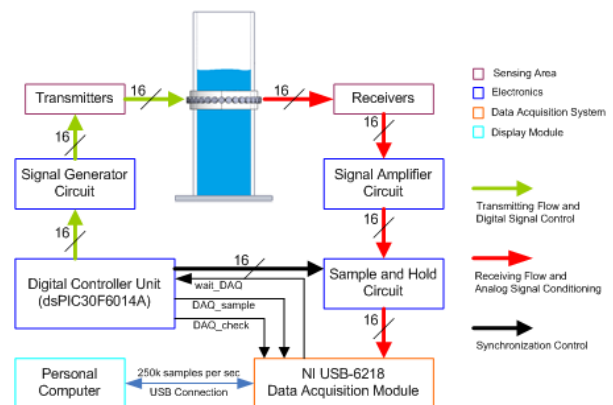 16
16
16
Transmitters
Receivers
16
16
Signal Generator
Circuit
Signal Amplifier
Circuit
16
16
Digital Controller Unit
(dsPIC30F6014A)
16
wait_DAQ
DAQ_sample
DAQ_check
Sample and Hold
Circuit
16
Personal
Computer
250k samples per sec
USB Connection
NI USB-6218
Data Acquisition Module
Sensing Area
Electronics
Data Acquisition System
Display Module
Transmitting Flow and
Digital Signal Control
Receiving Flow and
Analog Signal Conditioning
Synchronization Control